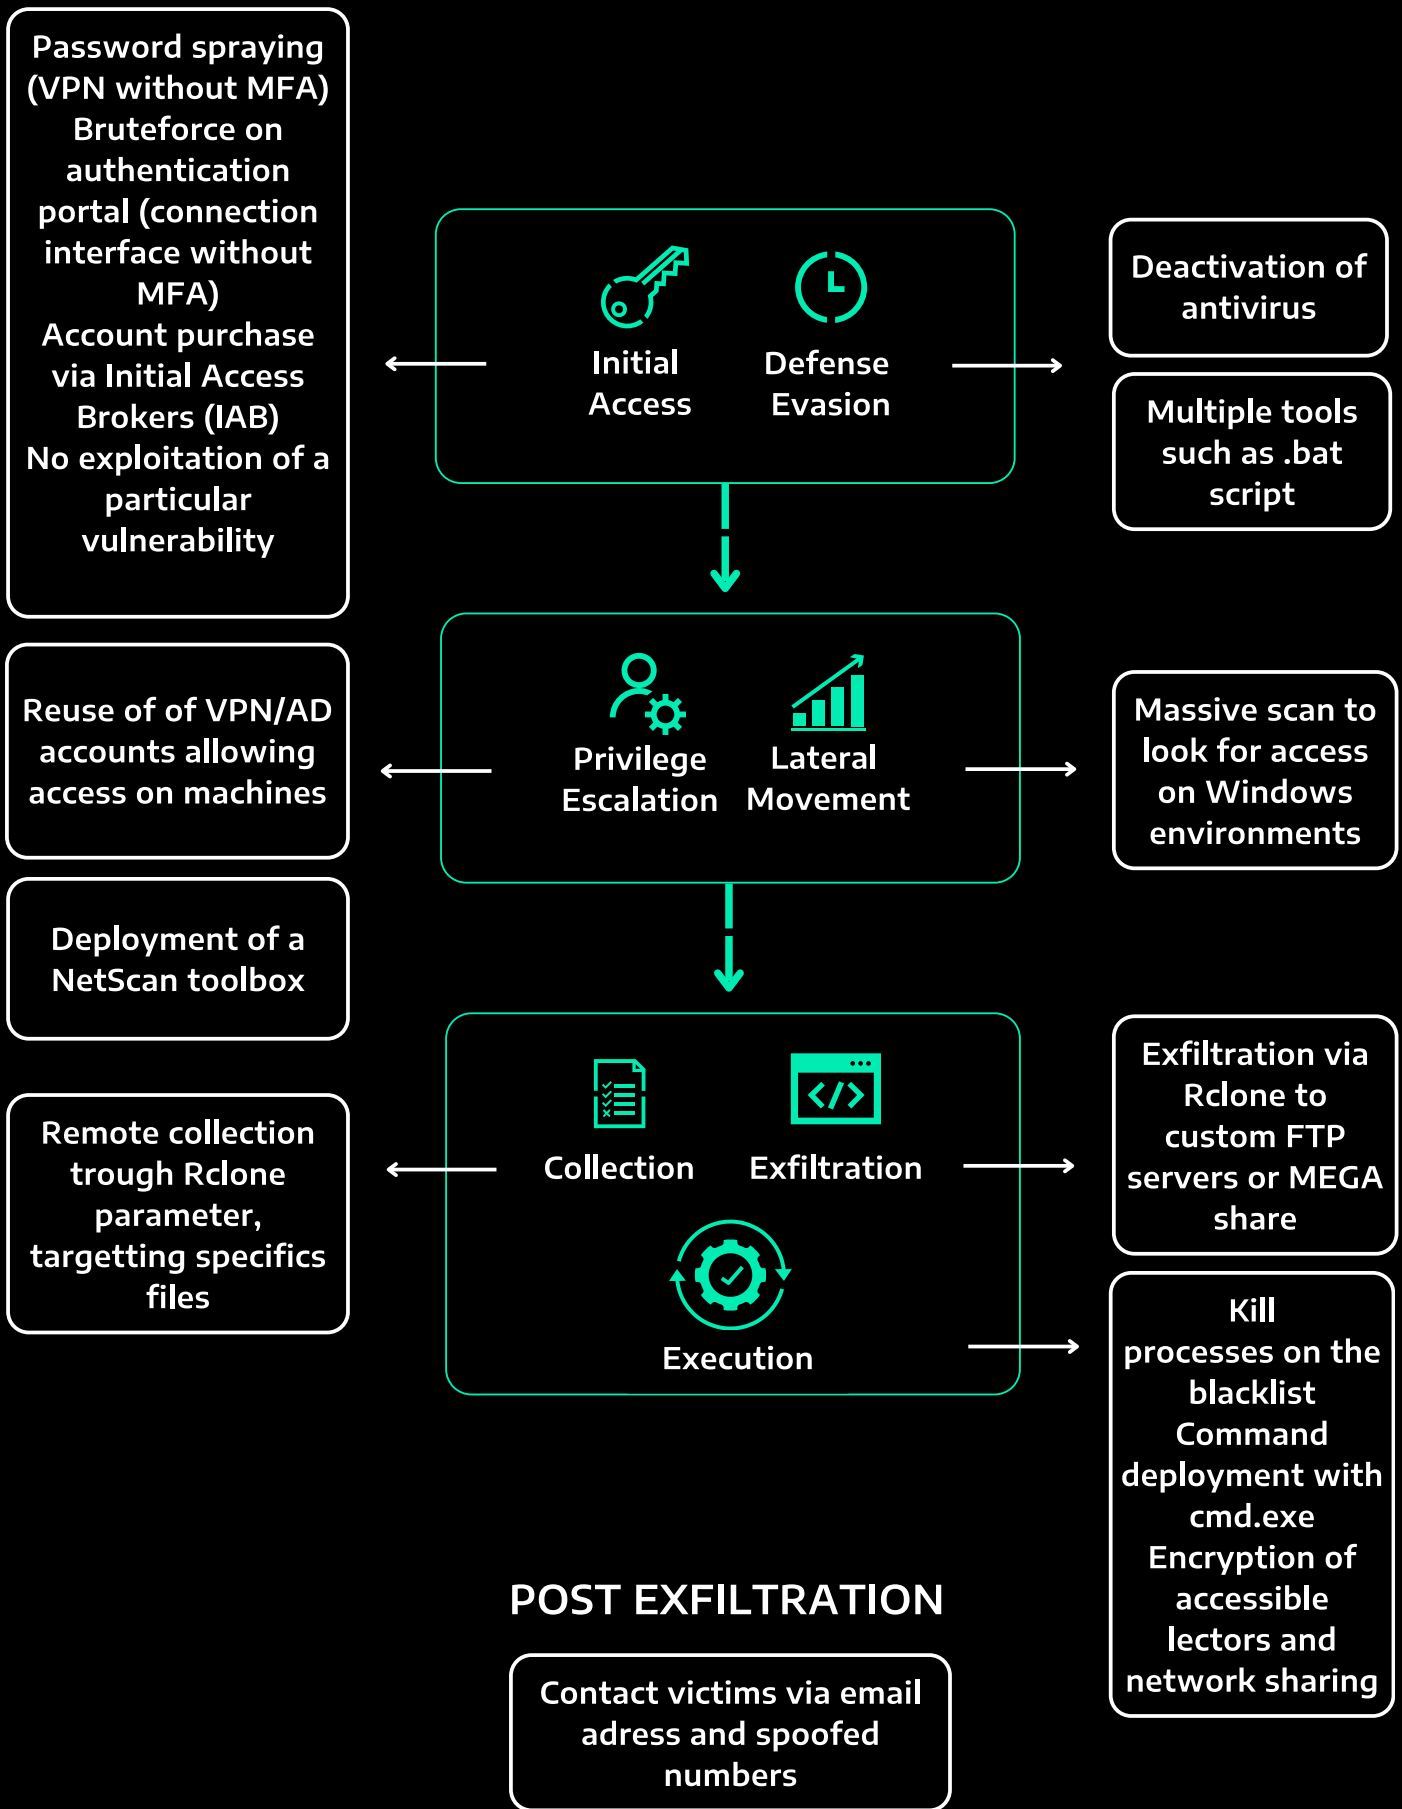 Password spraying
(VPN without MFA)
Bruteforce on
authentication
portal (connection
interface without
MFA)
Account purchase
via Initial Access
Brokers (IAB)
No exploitation of a
particular
vulnerability
Initial
Access
Defense
Evasion
Deactivation of
antivirus
Multiple tools
such as .bat
script
Reuse of of VPN/AD
accounts allowing
access on machines
Deployment of a
NetScan toolbox
Privilege
Escalation
Lateral
Movement
Massive scan to
look for access
on Windows
environments
Remote collection
trough Rclone
parameter,
targetting specifics
files
Collection
Exfiltration
Execution
Exfiltration via
Rclone to
custom FTP
servers or MEGA
share
Kill
processes on the
blacklist
Command
deployment with
cmd.exe
Encryption of
accessible
lectors and
network sharing
POST EXFILTRATION
Contact victims via email
adress and spoofed
numbers